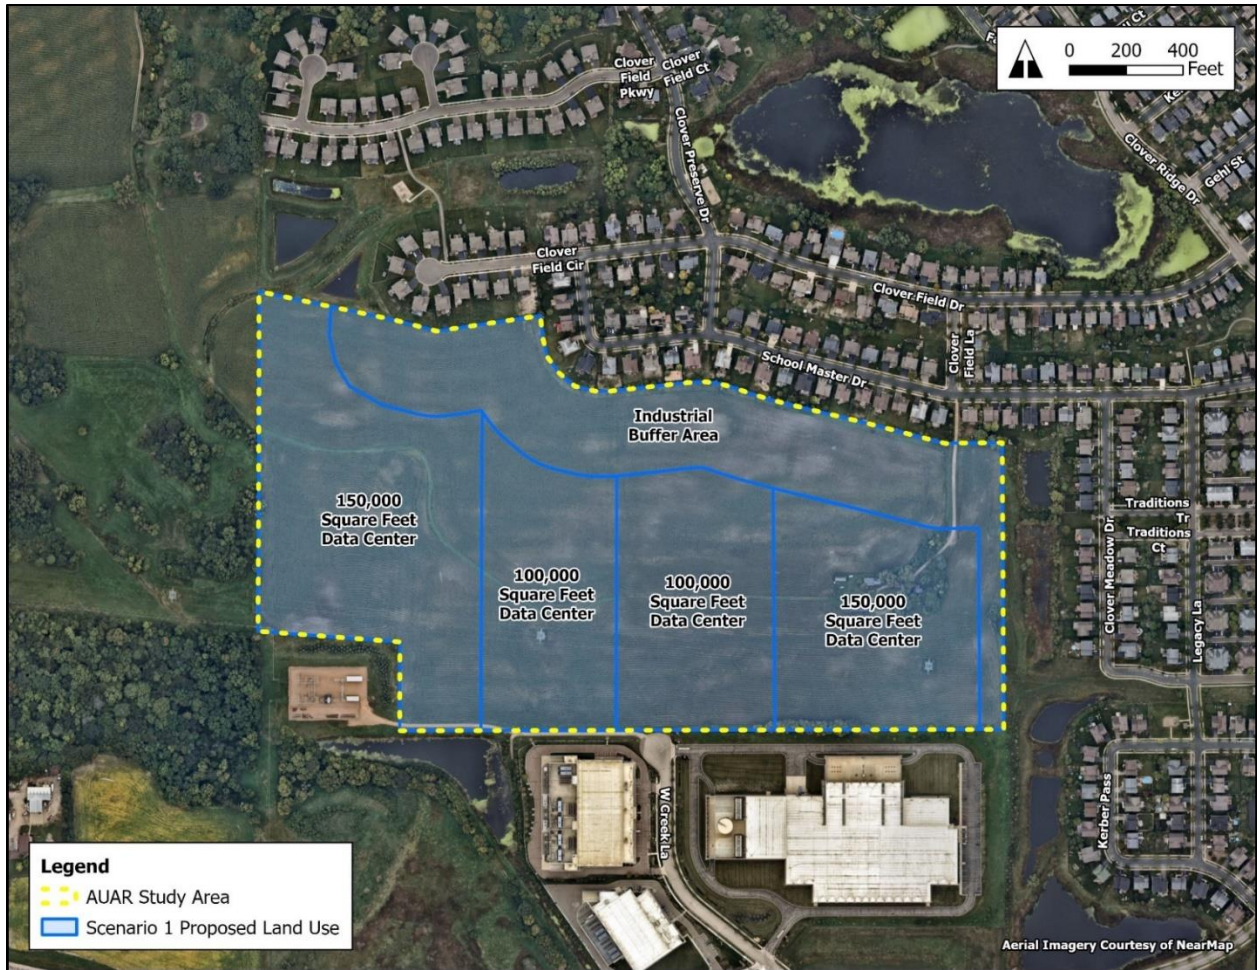 Clover
Field Ct
Clover
Field
Pkwy
0 200 400
Feet
Clover Preserve Dr
Clover Ridge Dr
Gehl St
Clover
Field Cir
Clover Field Dr
Clover
Field La
School Master Dr
Industrial
Buffer Area
150,000
Square Feet
Data Center
100,000
Square Feet
Data Center
100,000
Square Feet
Data Center
150,000
Square Feet
Data Center
Traditions
Tr
Traditions
Ct
Clover Meadow Dr
Legacy La
Kerber Pass
W Creek La
Legend
AUAR Study Area
Scenario 1 Proposed Land Use
Aerial Imagery Courtesy of NearMap